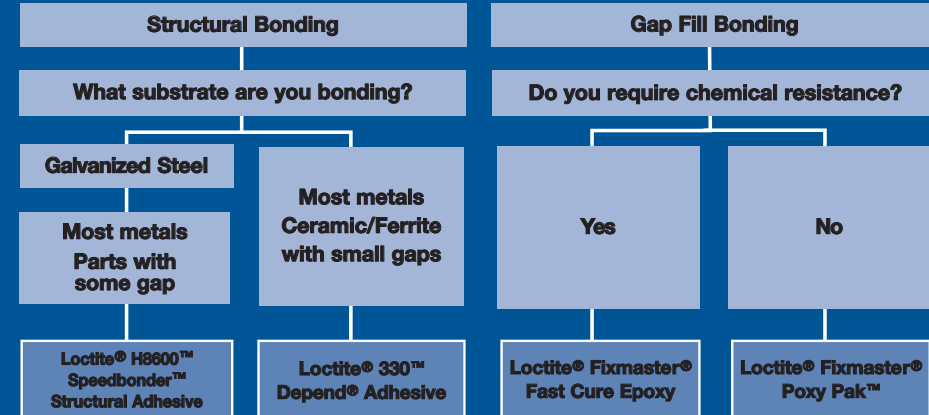 Structural Bonding
What substrate are you bonding?
Galvanized Steel
Most metals
Parts with
some gap
Loctite® H8600™
Speedbonder™
Structural Adhesive
Most metals
Ceramic/Ferrite
with small gaps
Loctite® 330™
Depend® Adhesive
Gap Fill Bonding
Do you require chemical resistance?
Yes
Loctite® Fixmaster®
Fast Cure Epoxy
No
Loctite® Fixmaster®
Poxy Pak™